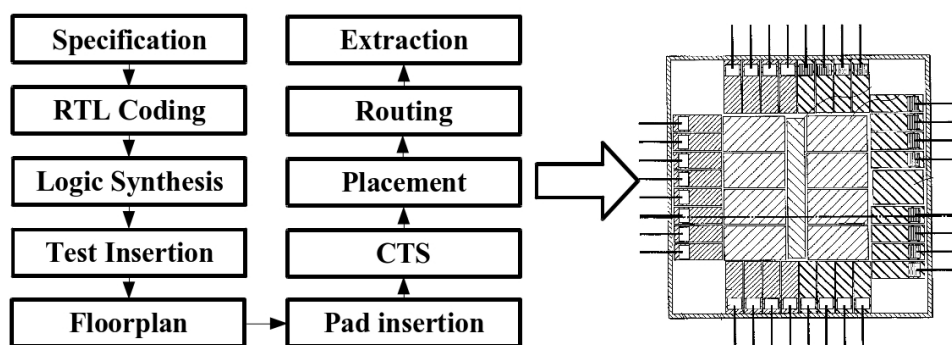 Specification
RTL Coding
Logic Synthesis
Test Insertion
Floorplan
Pad insertion
CTS
Placement
Routing
Extraction